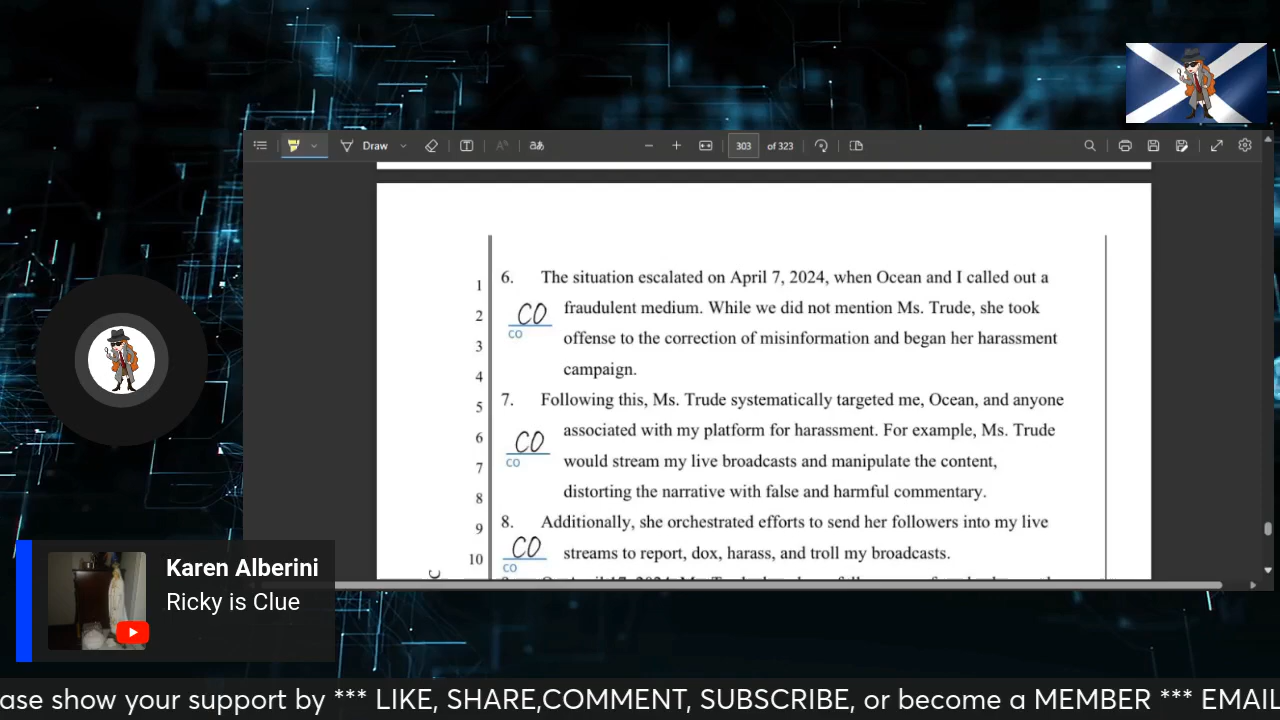 Draw
303 of 323
1 6. The situation escalated on April 7, 2024, when Ocean and I called out a
2 CO fraudulent medium. While we did not mention Ms. Trude, she took
CO
3 offense to the correction of misinformation and began her harassment
4 campaign.
5 7. Following this, Ms. Trude systematically targeted me, Ocean, and anyone
6 CO associated with my platform for harassment. For example, Ms. Trude
CO
7 would stream my live broadcasts and manipulate the content,
8 distorting the narrative with false and harmful commentary.
9 8. Additionally, she orchestrated efforts to send her followers into my live
10 CO streams to report, dox, harass, and troll my broadcasts.
CO
Karen Alberini
Ricky is Clue
ase show your support by *** LIKE, SHARE,COMMENT, SUBSCRIBE, or become a MEMBER *** EMAIL